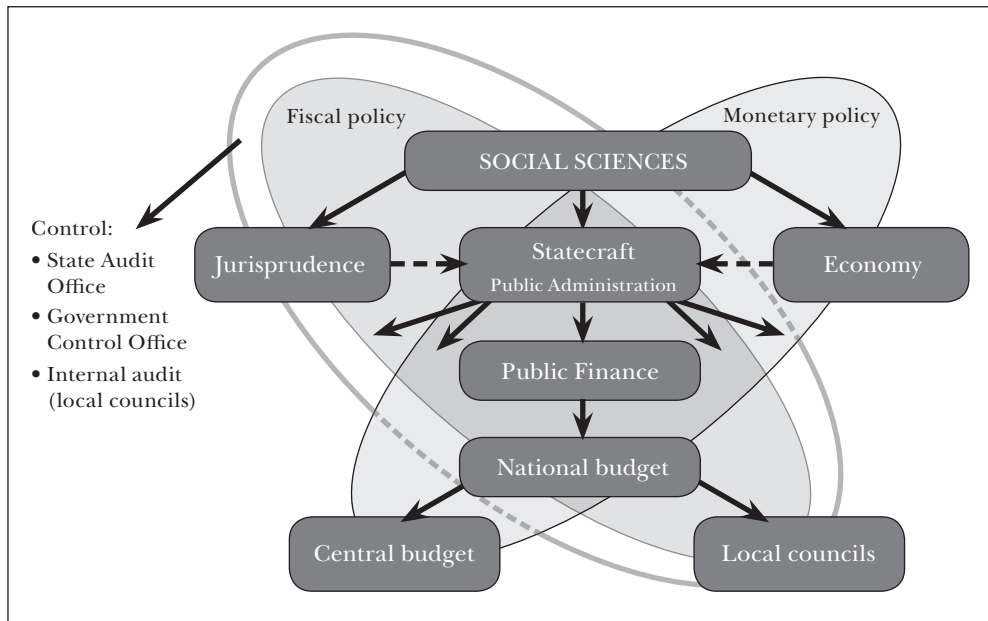 Fiscal policy
Monetary policy
SOCIAL SCIENCES
Control:
• State Audit
Office
• Government
Control Office
• Internal audit
(local councils)
Jurisprudence
Statecraft
Public Administration
Economy
Public Finance
National budget
Central budget
Local councils